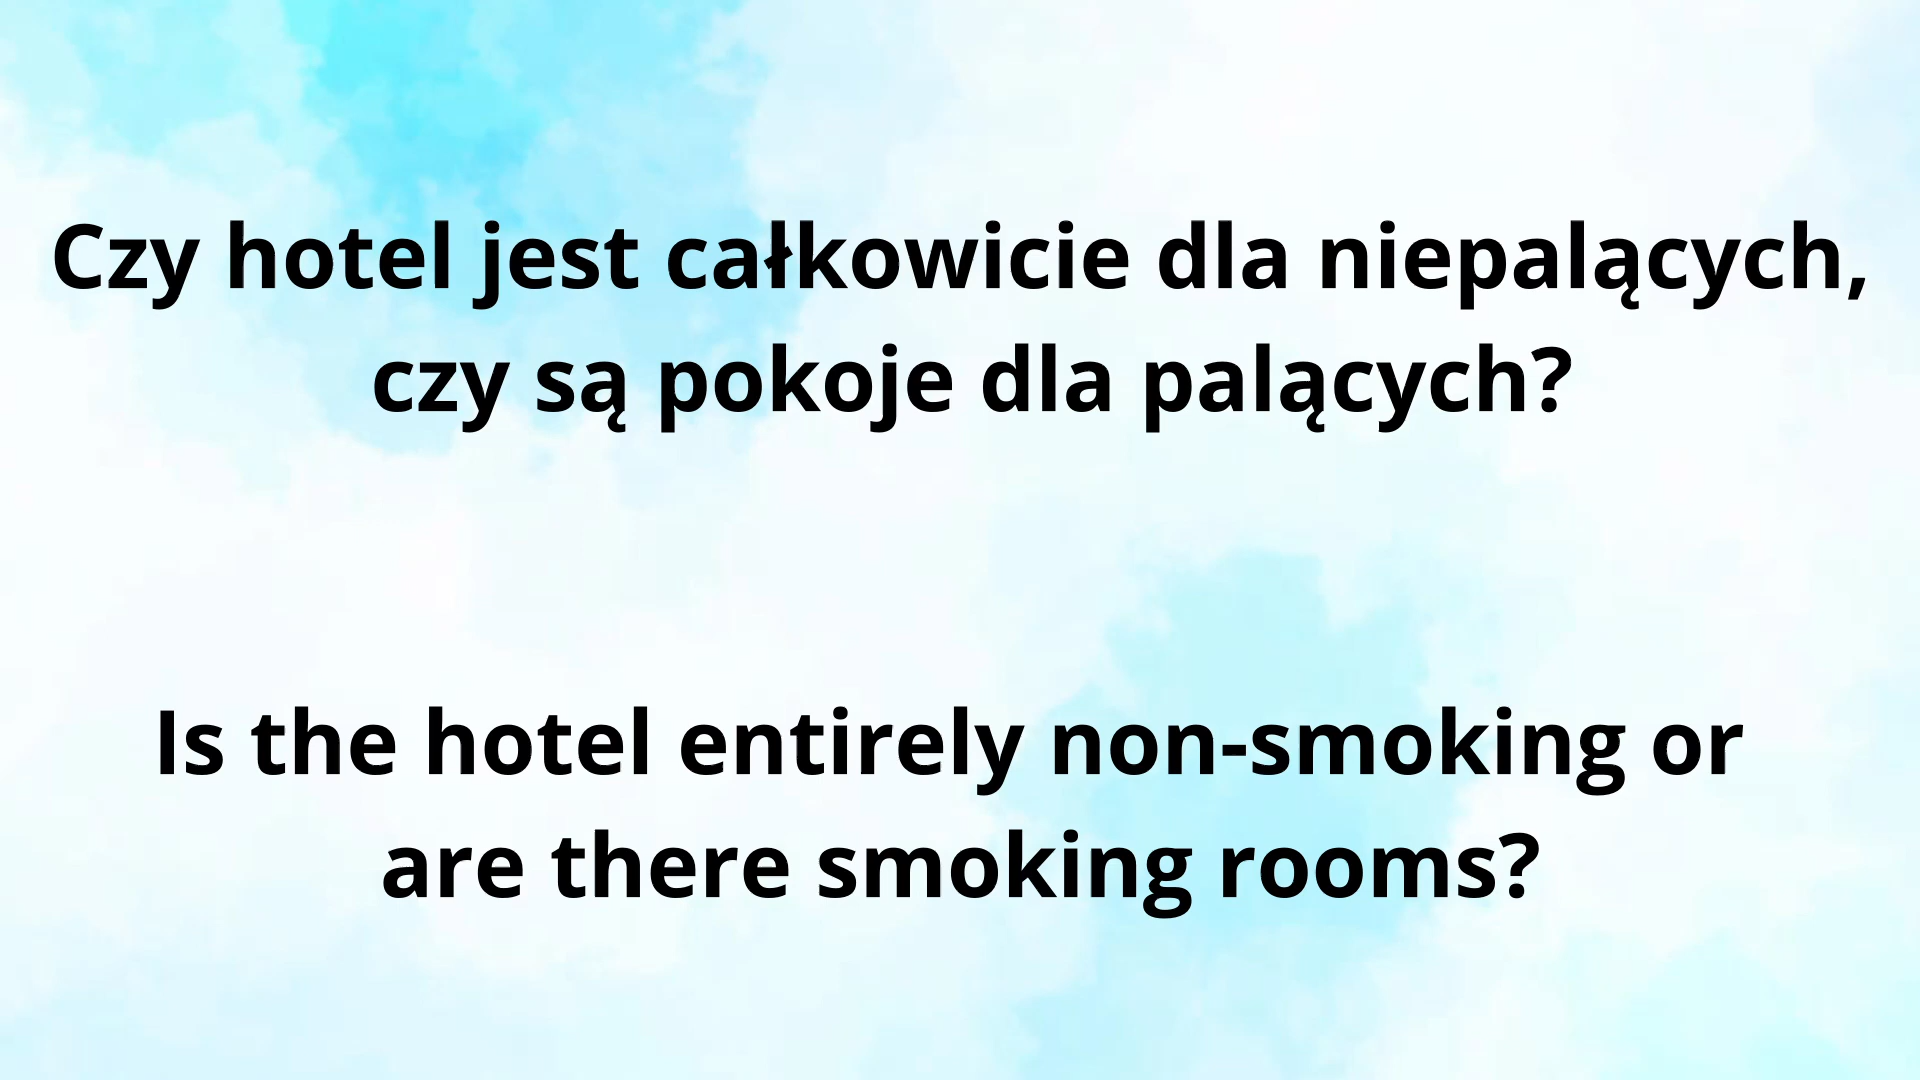 Czy hotel jest całkowicie dla niepalących,
czy są pokoje dla palących?
Is the hotel entirely non-smoking or
are there smoking rooms?